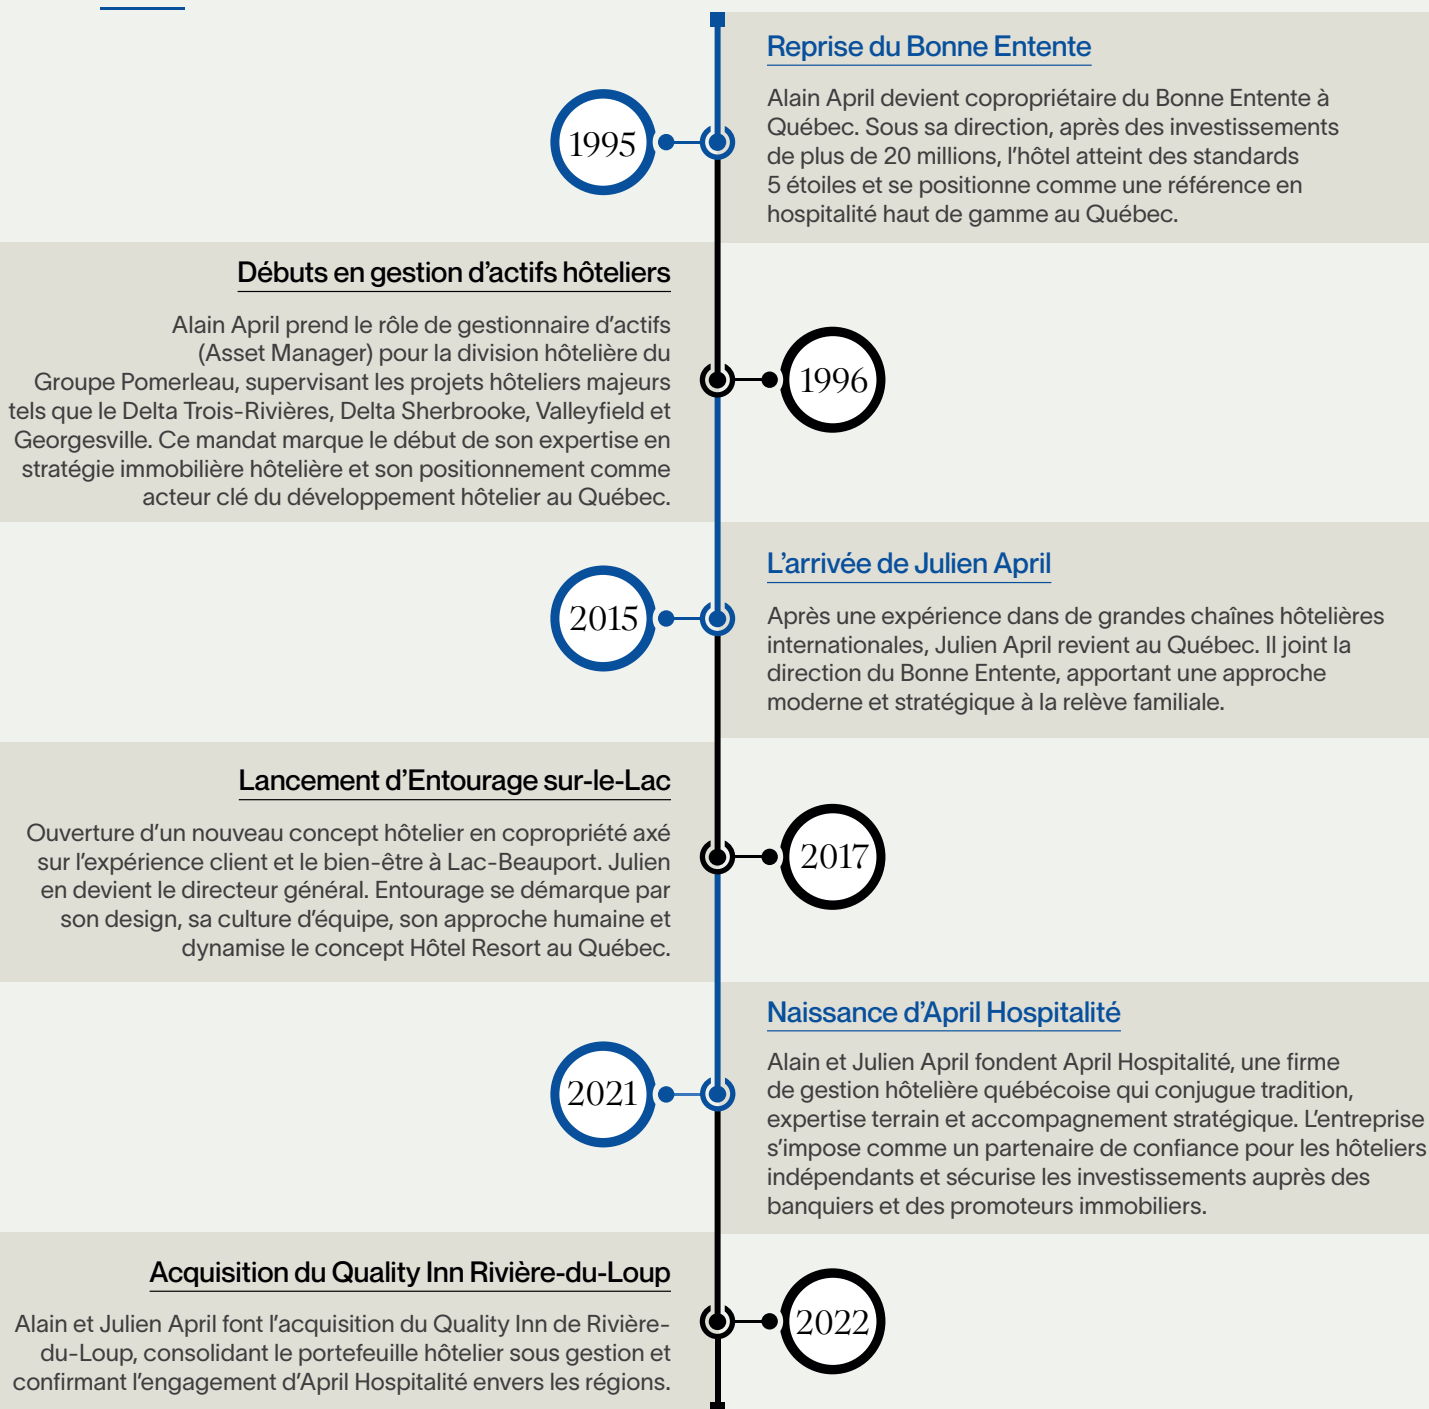 Reprise du Bonne Entente
1995
Alain April devient copropriétaire du Bonne Entente à
Québec. Sous sa direction, après des investissements
de plus de 20 millions, l’hôtel atteint des standards
5 étoiles et se positionne comme une référence en
hospitalité haut de gamme au Québec.
Débuts en gestion d’actifs hôteliers
1996
Alain April prend le rôle de gestionnaire d’actifs
(Asset Manager) pour la division hôtelière du
Groupe Pomerleau, supervisant les projets hôteliers majeurs
tels que le Delta Trois-Rivières, Delta Sherbrooke, Valleyfield et
Georgesville. Ce mandat marque le début de son expertise en
stratégie immobilière hôtelière et son positionnement comme
acteur clé du développement hôtelier au Québec.
L’arrivée de Julien April
2015
Après une expérience dans de grandes chaînes hôtelières
internationales, Julien April revient au Québec. Il joint la
direction du Bonne Entente, apportant une approche
moderne et stratégique à la relève familiale.
Lancement d’Entourage sur-le-Lac
2017
Ouverture d’un nouveau concept hôtelier en copropriété axé
sur l’expérience client et le bien-être à Lac-Beauport. Julien
en devient le directeur général. Entourage se démarque par
son design, sa culture d’équipe, son approche humaine et
dynamise le concept Hôtel Resort au Québec.
Naissance d’April Hospitalité
2021
Alain et Julien April fondent April Hospitalité, une firme
de gestion hôtelière québécoise qui conjugue tradition,
expertise terrain et accompagnement stratégique. L’entreprise
s’impose comme un partenaire de confiance pour les hôteliers
indépendants et sécurise les investissements auprès des
banquiers et des promoteurs immobiliers.
Acquisition du Quality Inn Rivière-du-Loup
2022
Alain et Julien April font l’acquisition du Quality Inn de Rivière-
du-Loup, consolidant le portefeuille hôtelier sous gestion et
confirmant l’engagement d’April Hospitalité envers les régions.